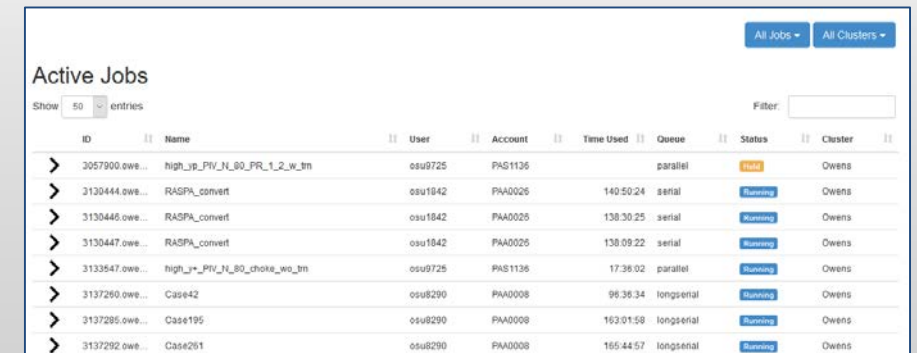 All Jobs All Clusters
Active Jobs
Show 50 entries Filter:
ID Name User Account Time Used Queue Status Cluster
3057900.owe... high_yp_PIV_N_80_PR_1_2_w_trn osu9725 PAS1136 parallel Held Owens
3130444.owe... RASPA_convert osu1842 PAA0026 140:50:24 serial Running Owens
3130446.owe... RASPA_convert osu1842 PAA0026 138:30:25 serial Running Owens
3130447.owe... RASPA_convert osu1842 PAA0026 138:09:22 serial Running Owens
3133547.owe... high_y+_PIV_N_80_choke_wo_trn osu9725 PAS1136 17:36:02 parallel Running Owens
3137260.owe... Case42 osu8290 PAA0008 96:36:34 longserial Running Owens
3137285.owe... Case195 osu8290 PAA0008 163:01:58 longserial Running Owens
3137292.owe... Case261 osu8290 PAA0008 165:44:57 longserial Running Owens